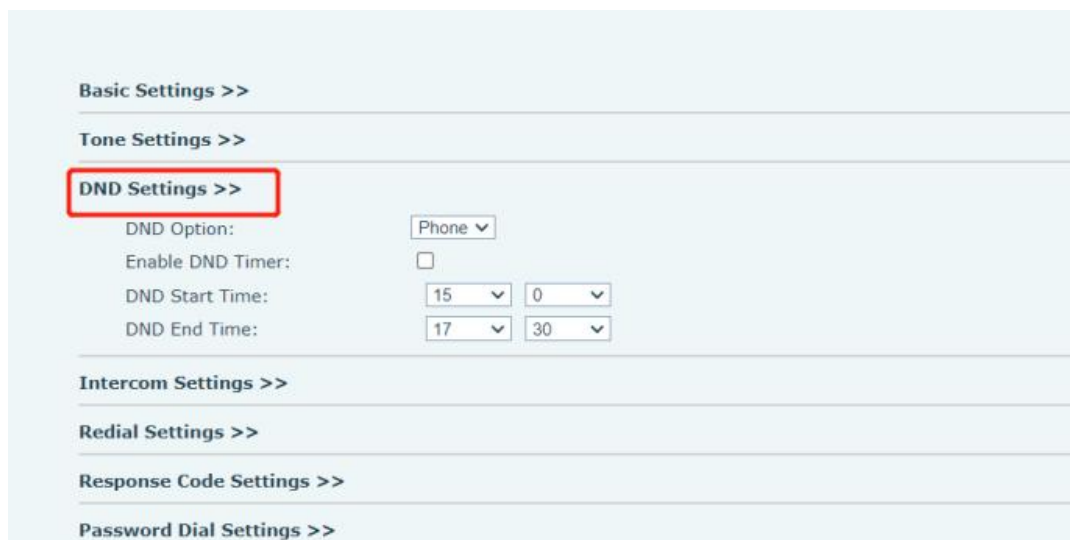 Basic Settings >>
Tone Settings >>
DND Settings >>
DND Option: Phone
Enable DND Timer:
DND Start Time: 15 0
DND End Time: 17 30
Intercom Settings >>
Redial Settings >>
Response Code Settings >>
Password Dial Settings >>